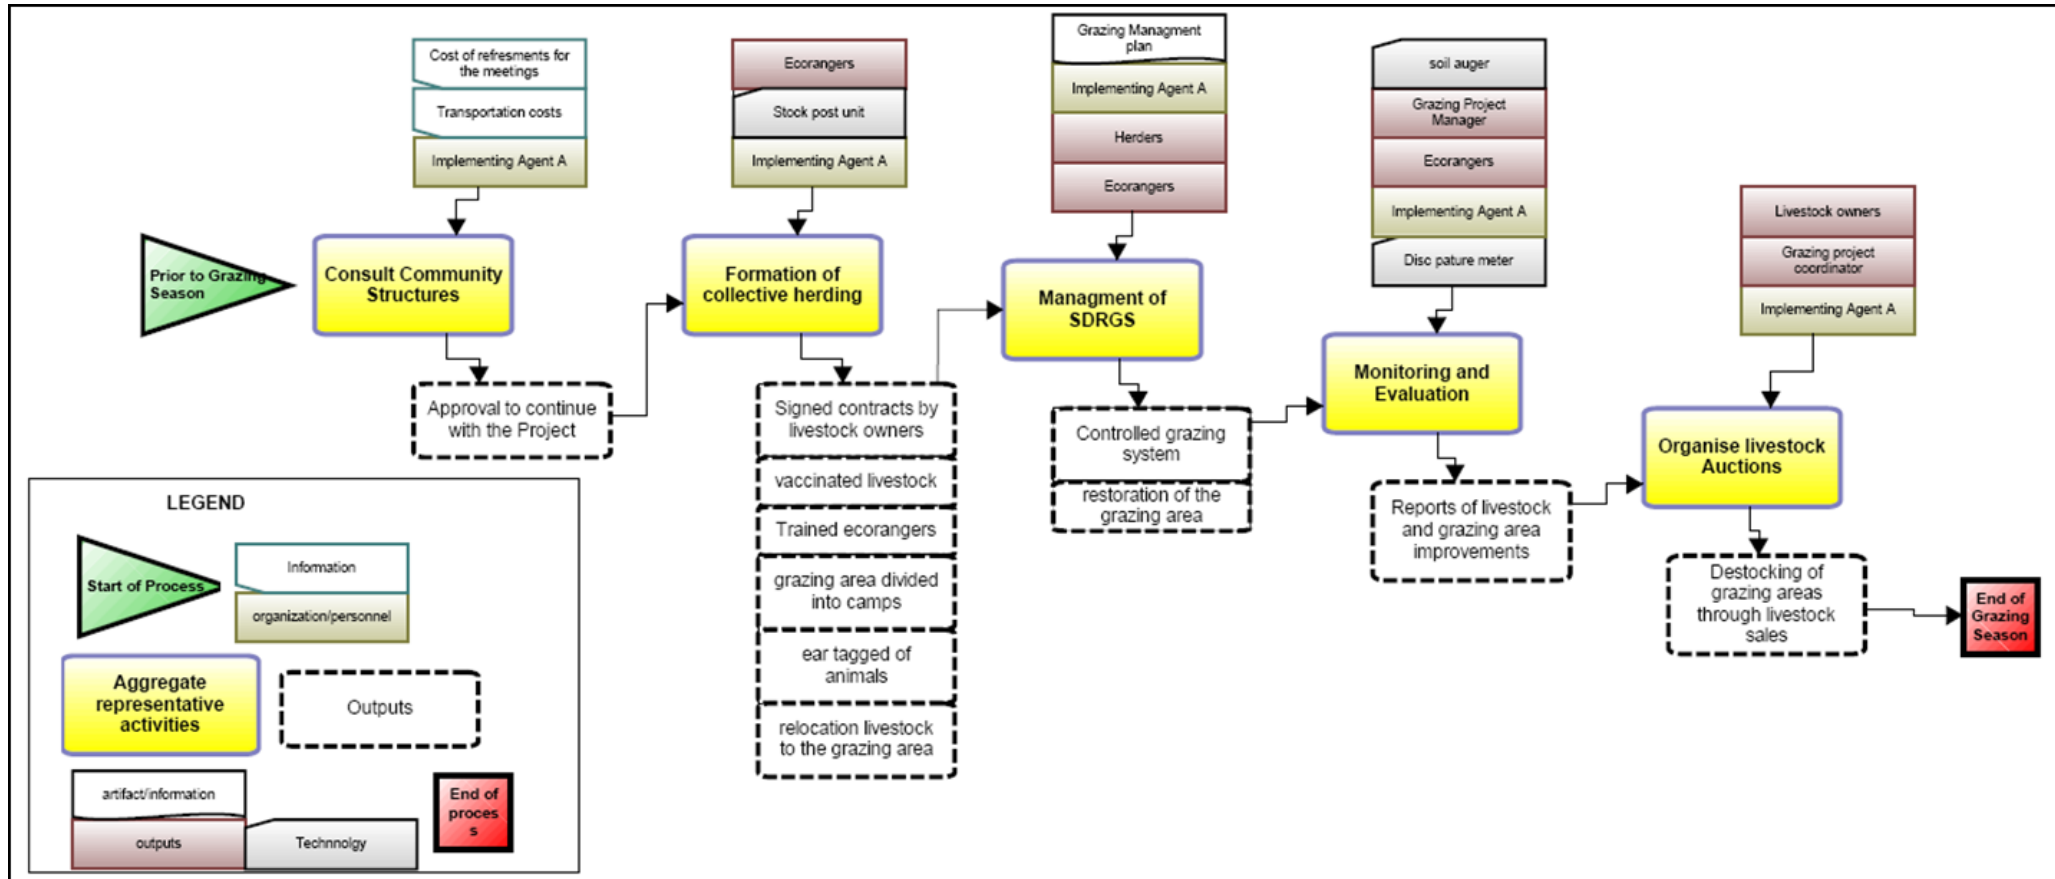 Cost of refresments for
the meetings
Transportation costs
Implementing Agent A
Ecorangers
Stock post unit
Implementing Agent A
Grazing Managment
plan
Implementing Agent A
Herders
Ecorangers
soil auger
Grazing Project
Manager
Ecorangers
Implementing Agent A
Disc pature meter
Livestock owners
Grazing project
coordinator
Implementing Agent A
Prior to Grazing
Season
Consult Community
Structures
Formation of
collective herding
Managment of
SDRGS
Monitoring and
Evaluation
Organise livestock
Auctions
Approval to continue
with the Project
Signed contracts by
livestock owners
vaccinated livestock
Trained ecorangers
grazing area divided
into camps
ear tagged of
animals
relocation livestock
to the grazing area
Controlled grazing
system
restoration of the
grazing area
Reports of livestock
and grazing area
improvements
Destocking of
grazing areas
through livestock
sales
End of
Grazing
Season
LEGEND
Start of Process
Information
organization/personnel
Aggregate
representative
activities
Outputs
artifact/information
outputs
Technnolgy
End of
proces
s